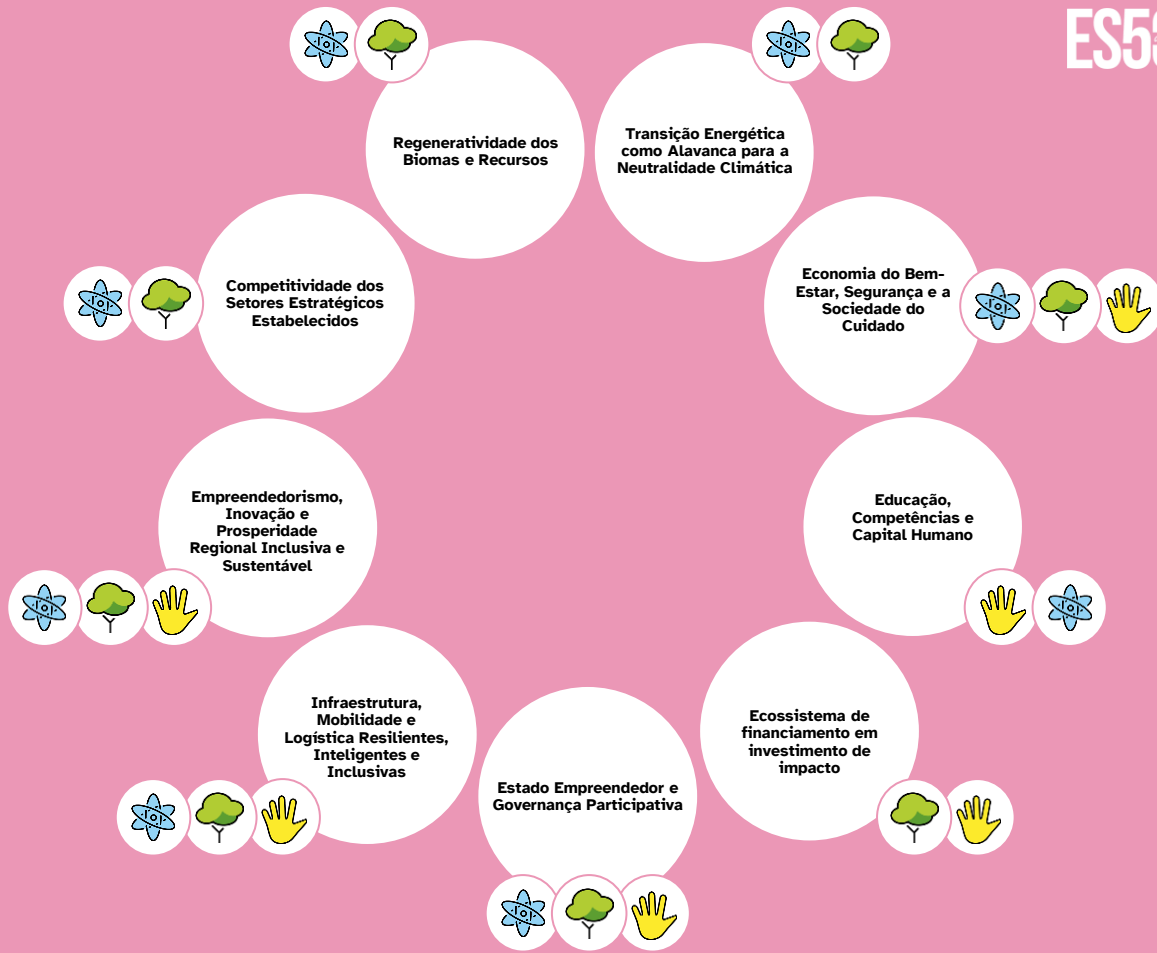 Regeneratividade dos
Biomas e Recursos
Transição Energética
como Alavanca para a
Neutralidade Climática
Competitividade dos
Setores Estratégicos
Estabelecidos
Economia do Bem-
Estar, Segurança e a
Sociedade do
Cuidado
Empreendedorismo,
Inovação e
Prosperidade
Regional Inclusiva e
Sustentável
Educação,
Competências e
Capital Humano
Infraestrutura,
Mobilidade e
Logística Resilientes,
Inteligentes e
Inclusivas
Estado Empreendedor e
Governança Participativa
Ecossistema de
financiamento em
investimento de
impacto